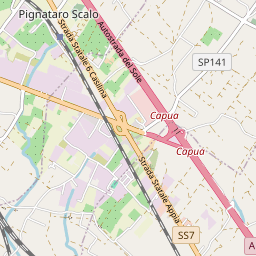 Pignataro Scalo
Strada Statale 6 Casilina
Autostrada del Sole
SP141
Capua
Capua
Strada Statale Appia
SS7
A